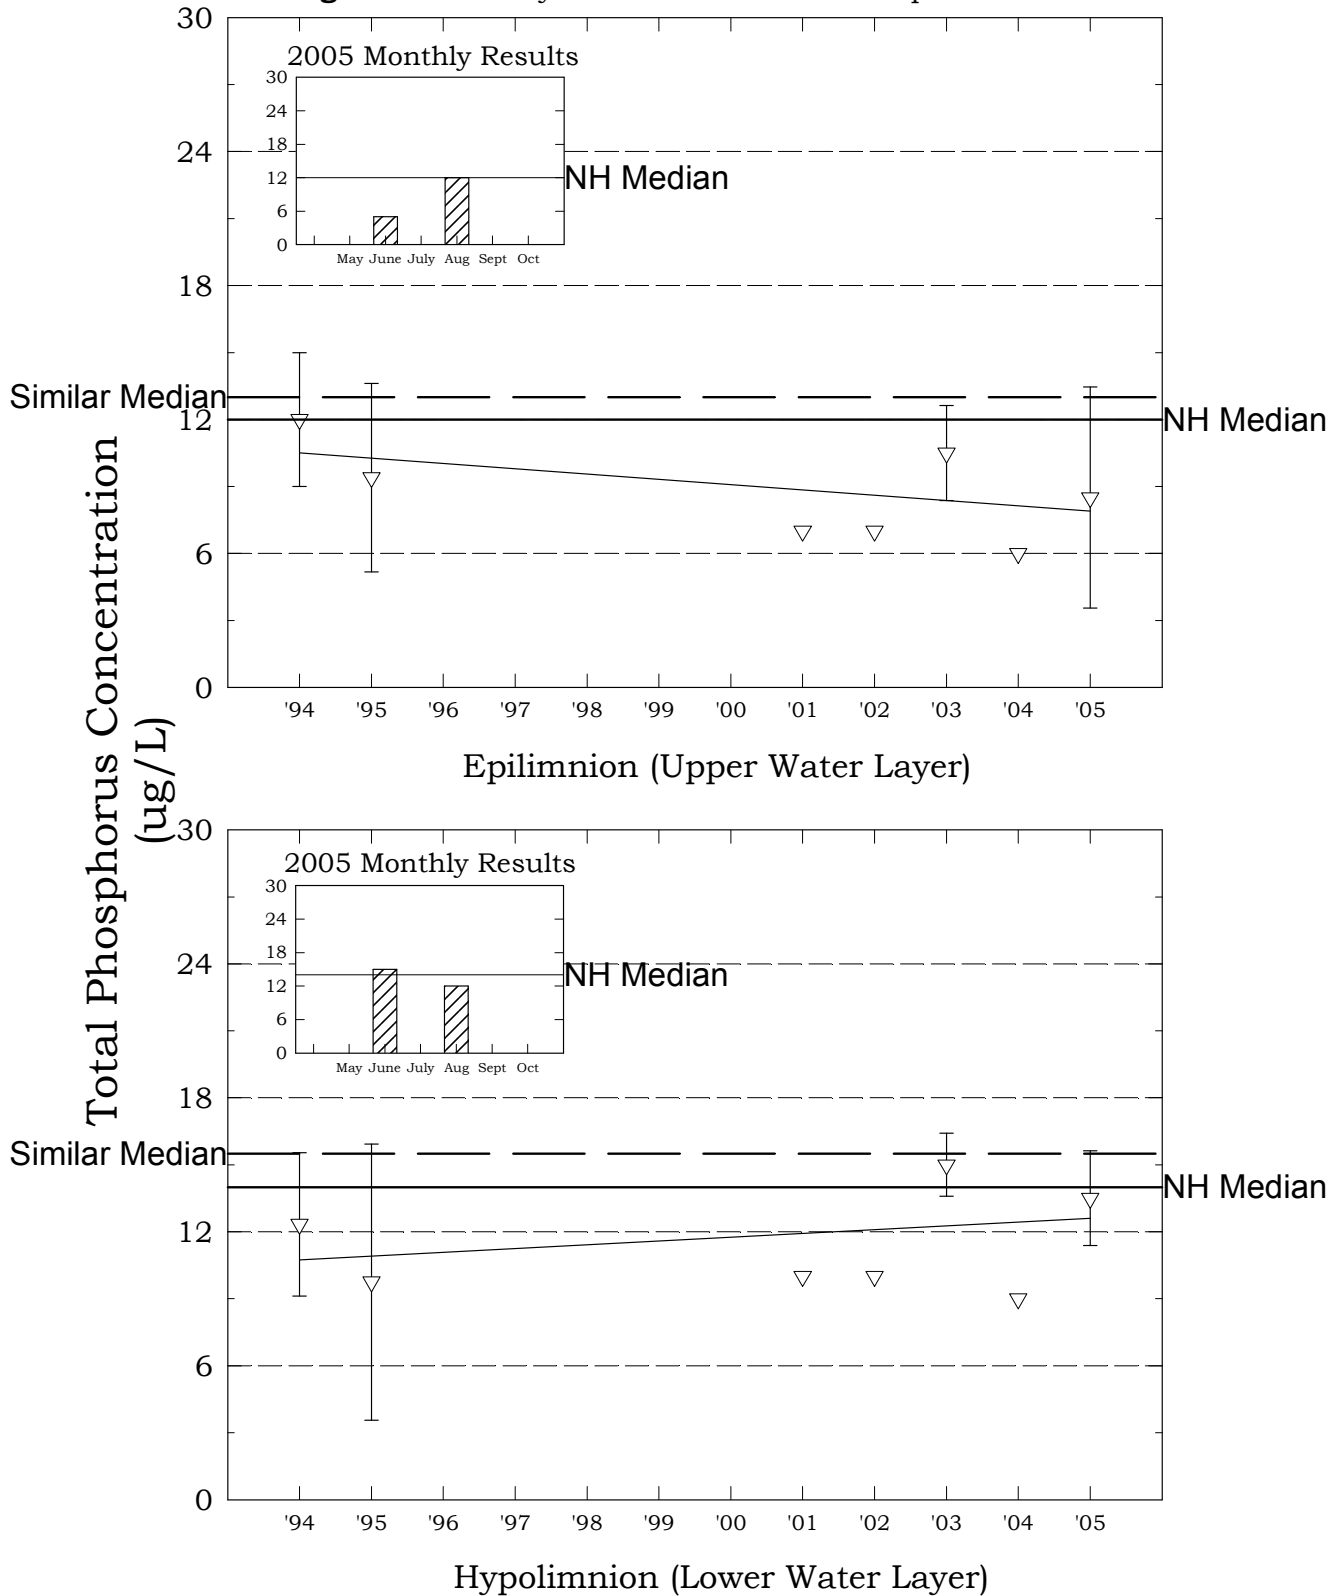 30
2005 Monthly Results
30
24
18
12
6
0
NH Median
May June July Aug Sept Oct
24
18
Similar Median
12
NH Median
6
0
'94 '95 '96 '97 '98 '99 '00 '01 '02 '03 '04 '05
Epilimnion (Upper Water Layer)
Total Phosphorus Concentration
(ug/L)
30
2005 Monthly Results
30
24
18
12
6
0
NH Median
May June July Aug Sept Oct
24
18
Similar Median
NH Median
12
6
0
'94 '95 '96 '97 '98 '99 '00 '01 '02 '03 '04 '05
Hypolimnion (Lower Water Layer)